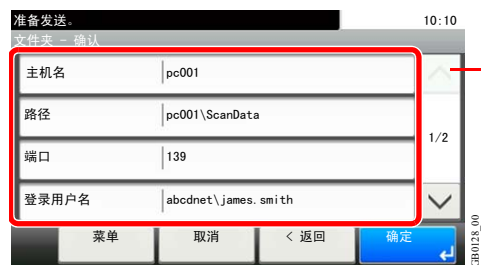 准备发送。 10:10
文件夹 - 确认
主机名 pc001
路径 pc001\ScanData
端口 139
1/2
登录用户名 abcdnet\james.smith
菜单 取消 < 返回 确定
GB0128_00